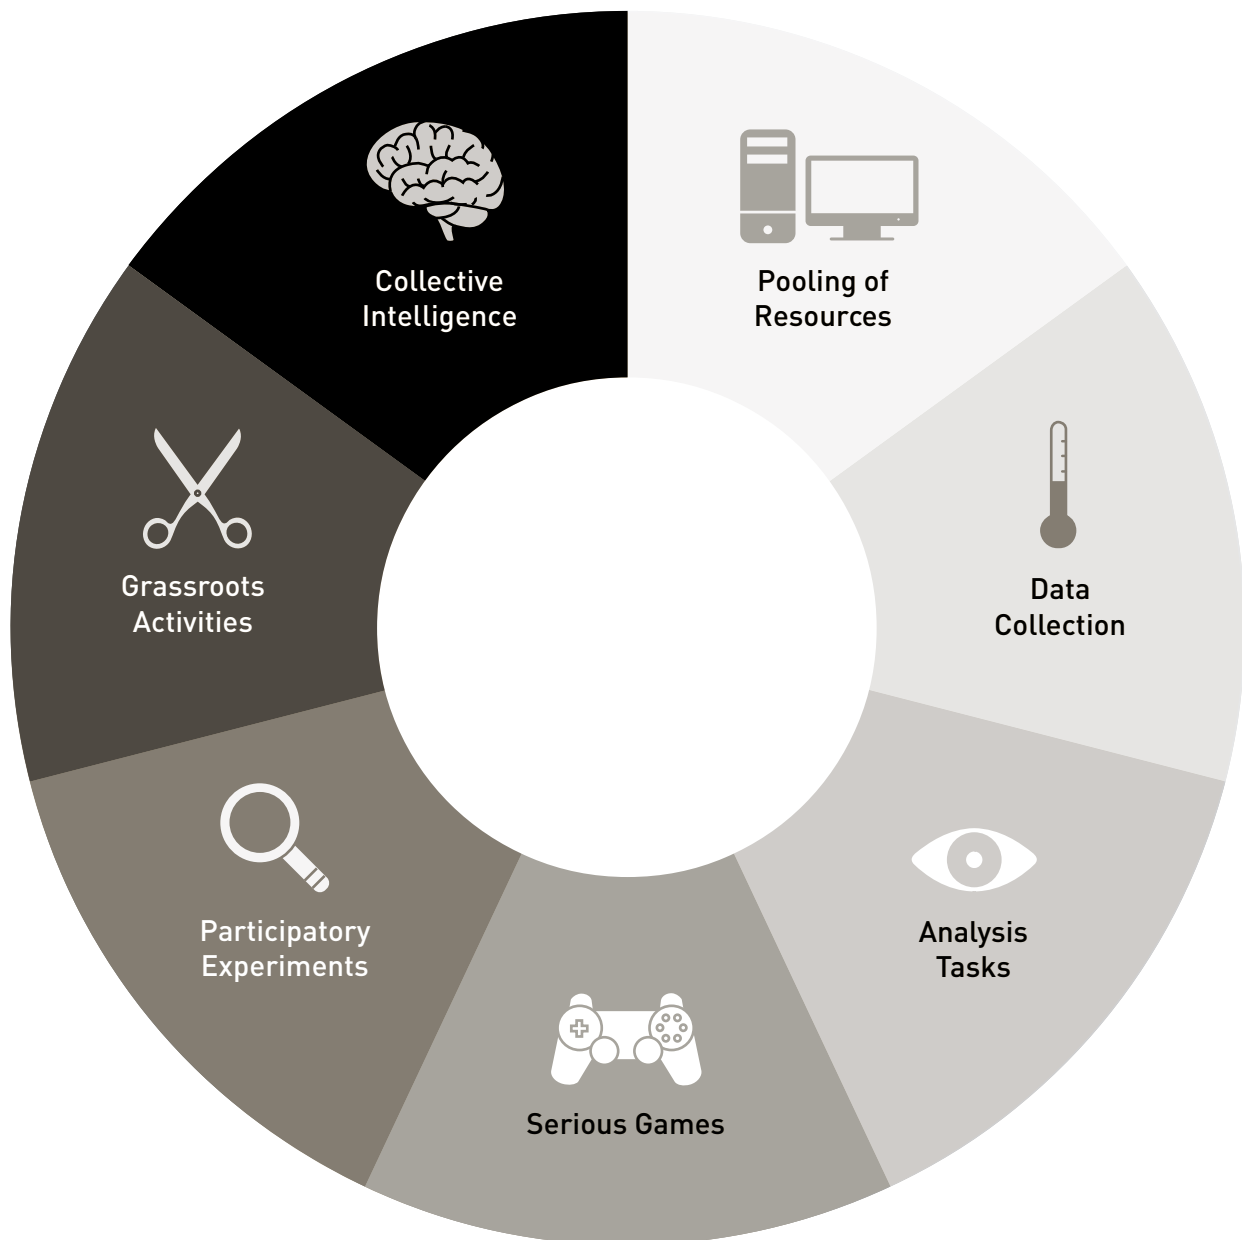 Collective
Intelligence
Pooling of
Resources
Data
Collection
Analysis
Tasks
Serious Games
Participatory
Experiments
Grassroots
Activities